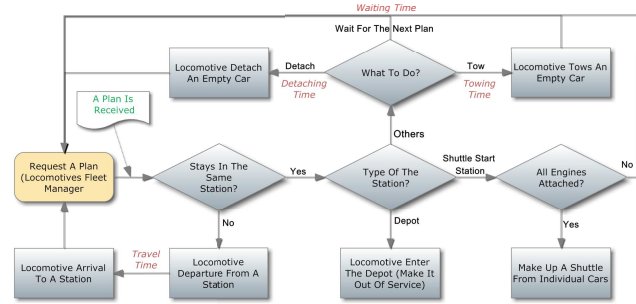 Waiting Time
Wait For The Next Plan
Locomotive Detach
An Empty Car
Detach
Detaching
Time
What To Do?
Tow
Towing
Time
Locomotive Tows An
Empty Car
A Plan Is
Received
Others
Request A Plan
(Locomotives Fleet
Manager
Stays In The
Same
Station?
Yes
Type Of The
Station?
Shuttle Start
Station
All Engines
Attached?
No
No
Depot
Yes
Locomotive Arrival
To A Station
Travel
Time
Locomotive
Departure From A
Station
Locomotive Enter
The Depot (Make It
Out Of Service)
Make Up A Shuttle
From Individual Cars